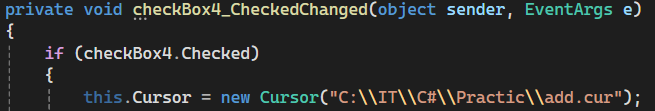 private void checkBox4_CheckedChanged(object sender, EventArgs e)
{
if (checkBox4.Checked)
{
this.Cursor = new Cursor("C:\\IT\\C#\\Practic\\add.cur");